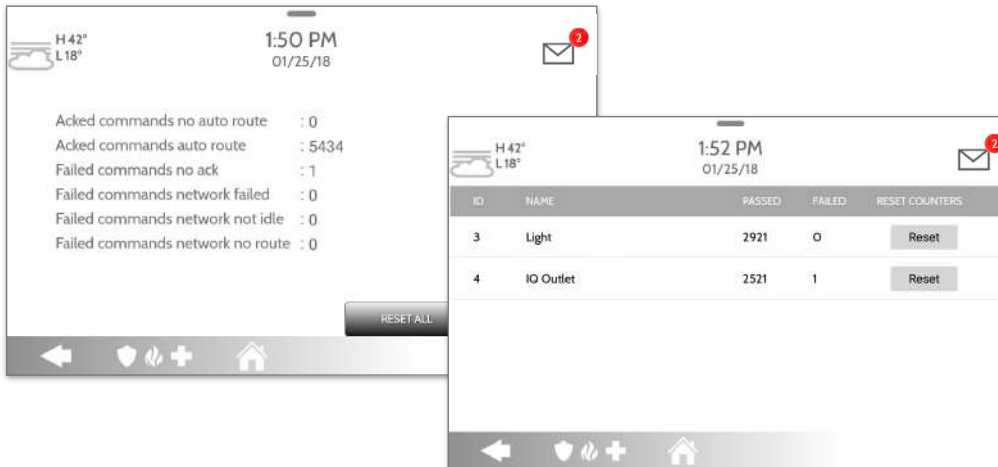 H 42°
L 18°
1:50 PM
01/25/18
2
Acked commands no auto route : 0
Acked commands auto route : 5434
Failed commands no ack : 1
Failed commands network failed : 0
Failed commands network not idle : 0
Failed commands network no route : 0
RESET ALL
H 42°
L 18°
1:52 PM
01/25/18
2
ID NAME PASSED FAILED RESET COUNTERS
3 Light 2921 0 Reset
4 IQ Outlet 2521 1 Reset